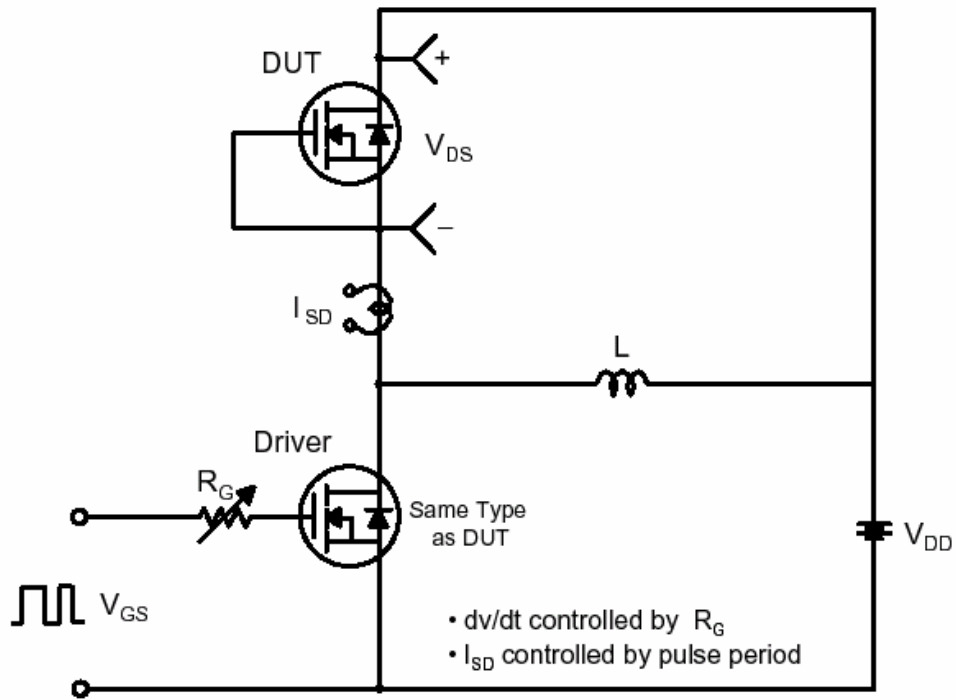 +
DUT
V_DS
−
I_SD
L
Driver
R_G
Same Type
as DUT
V_DD
V_GS
• dv/dt controlled by R_G
• I_SD controlled by pulse period